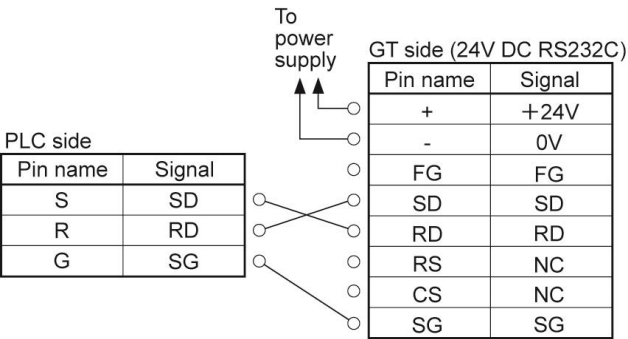 To
power
supply
GT side (24V DC RS232C)
Pin name Signal
+ +24V
- 0V
FG FG
SD SD
RD RD
RS NC
CS NC
SG SG
PLC side
Pin name Signal
S SD
R RD
G SG